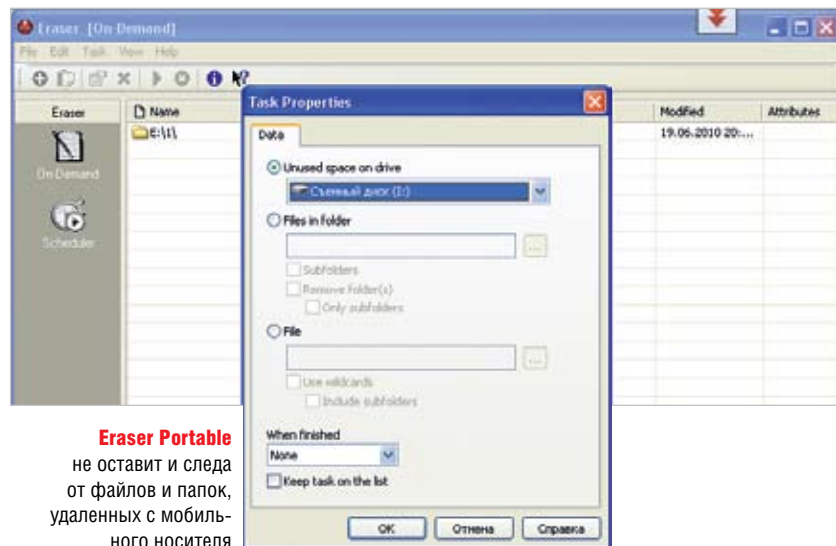 Eraser [On Demand]
File Edit Task View Help
Eraser
Name
Modified
Attributes
E:\1\
19.06.2010 20:...
On-Demand
Scheduler
Task Properties
Data
Unused space on drive
Съемный диск (I:)
Files in folder
...
Subfolders
Remove folder(s)
Only subfolders
File
...
Use wildcards
Include subfolders
When finished
None
Keep task on the list
OK
Отмена
Справка
Eraser Portable
не оставит и следа
от файлов и папок,
удаленных с мобиль-
ного носителя